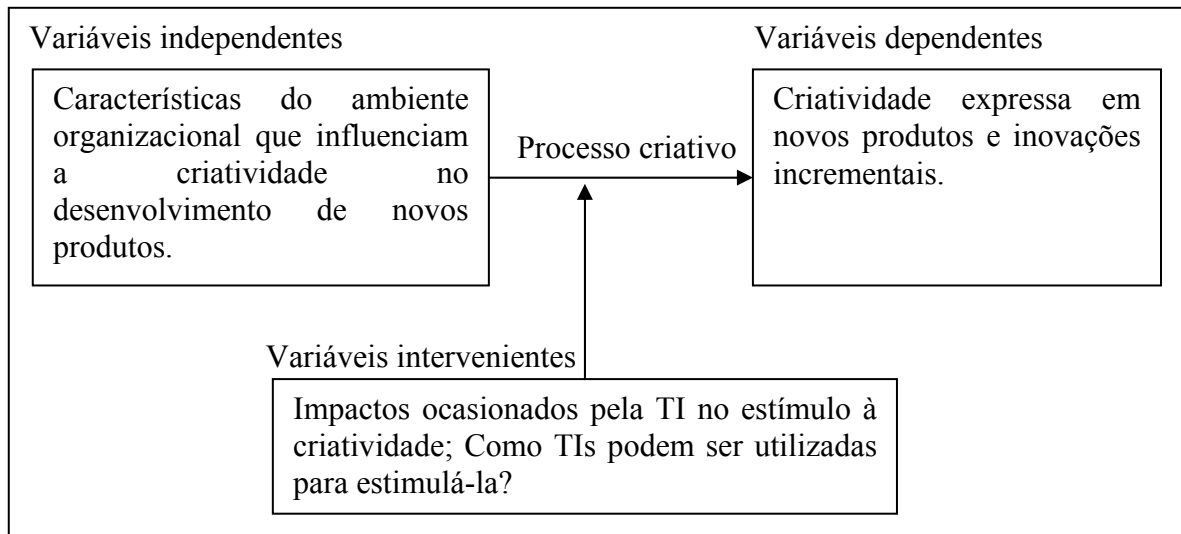 Variáveis independentes
Características do ambiente
organizacional que influenciam
a criatividade no
desenvolvimento de novos
produtos.
Processo criativo
Variáveis dependentes
Criatividade expressa em
novos produtos e inovações
incrementais.
Variáveis intervenientes
Impactos ocasionados pela TI no estímulo à
criatividade; Como TIs podem ser utilizadas
para estimulá-la?